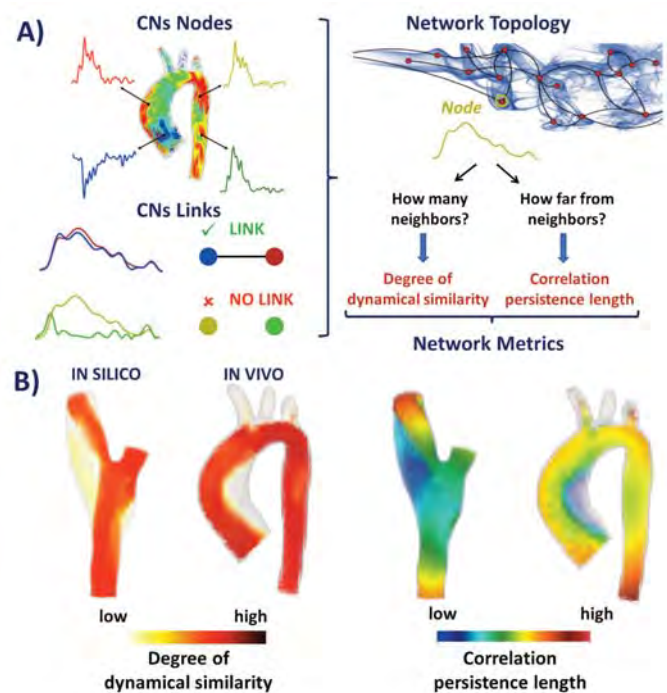 A)
CNs Nodes
CNs Links
✓ LINK
✗ NO LINK
Network Topology
Node
How many
neighbors?
How far from
neighbors?
Degree of
dynamical similarity
Correlation
persistence length
Network Metrics
B)
IN SILICO
IN VIVO
low
high
Degree of
dynamical similarity
low
high
Correlation
persistence length